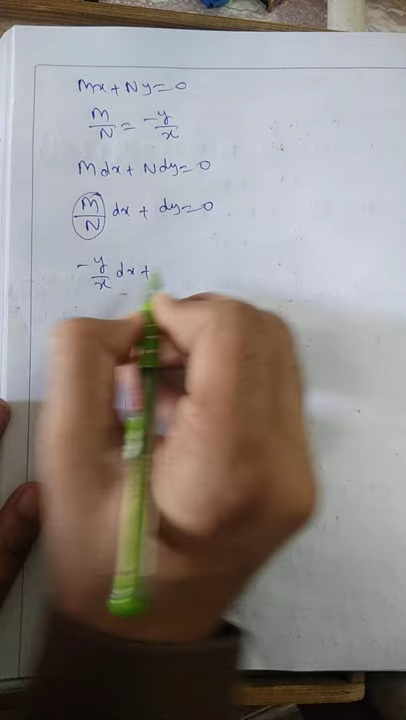 Mx + Ny = 0
M/N = -y/x
Mdx + Ndy = 0
M/N dx + dy = 0
-y/x dx +